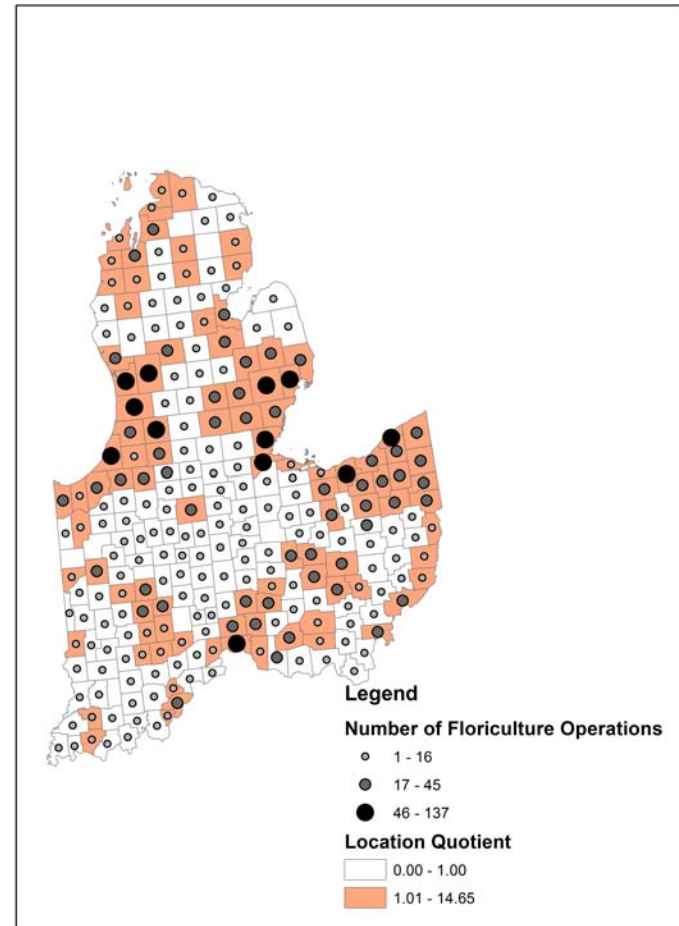 Legend
Number of Floriculture Operations
1 - 16
17 - 45
46 - 137
Location Quotient
0.00 - 1.00
1.01 - 14.65